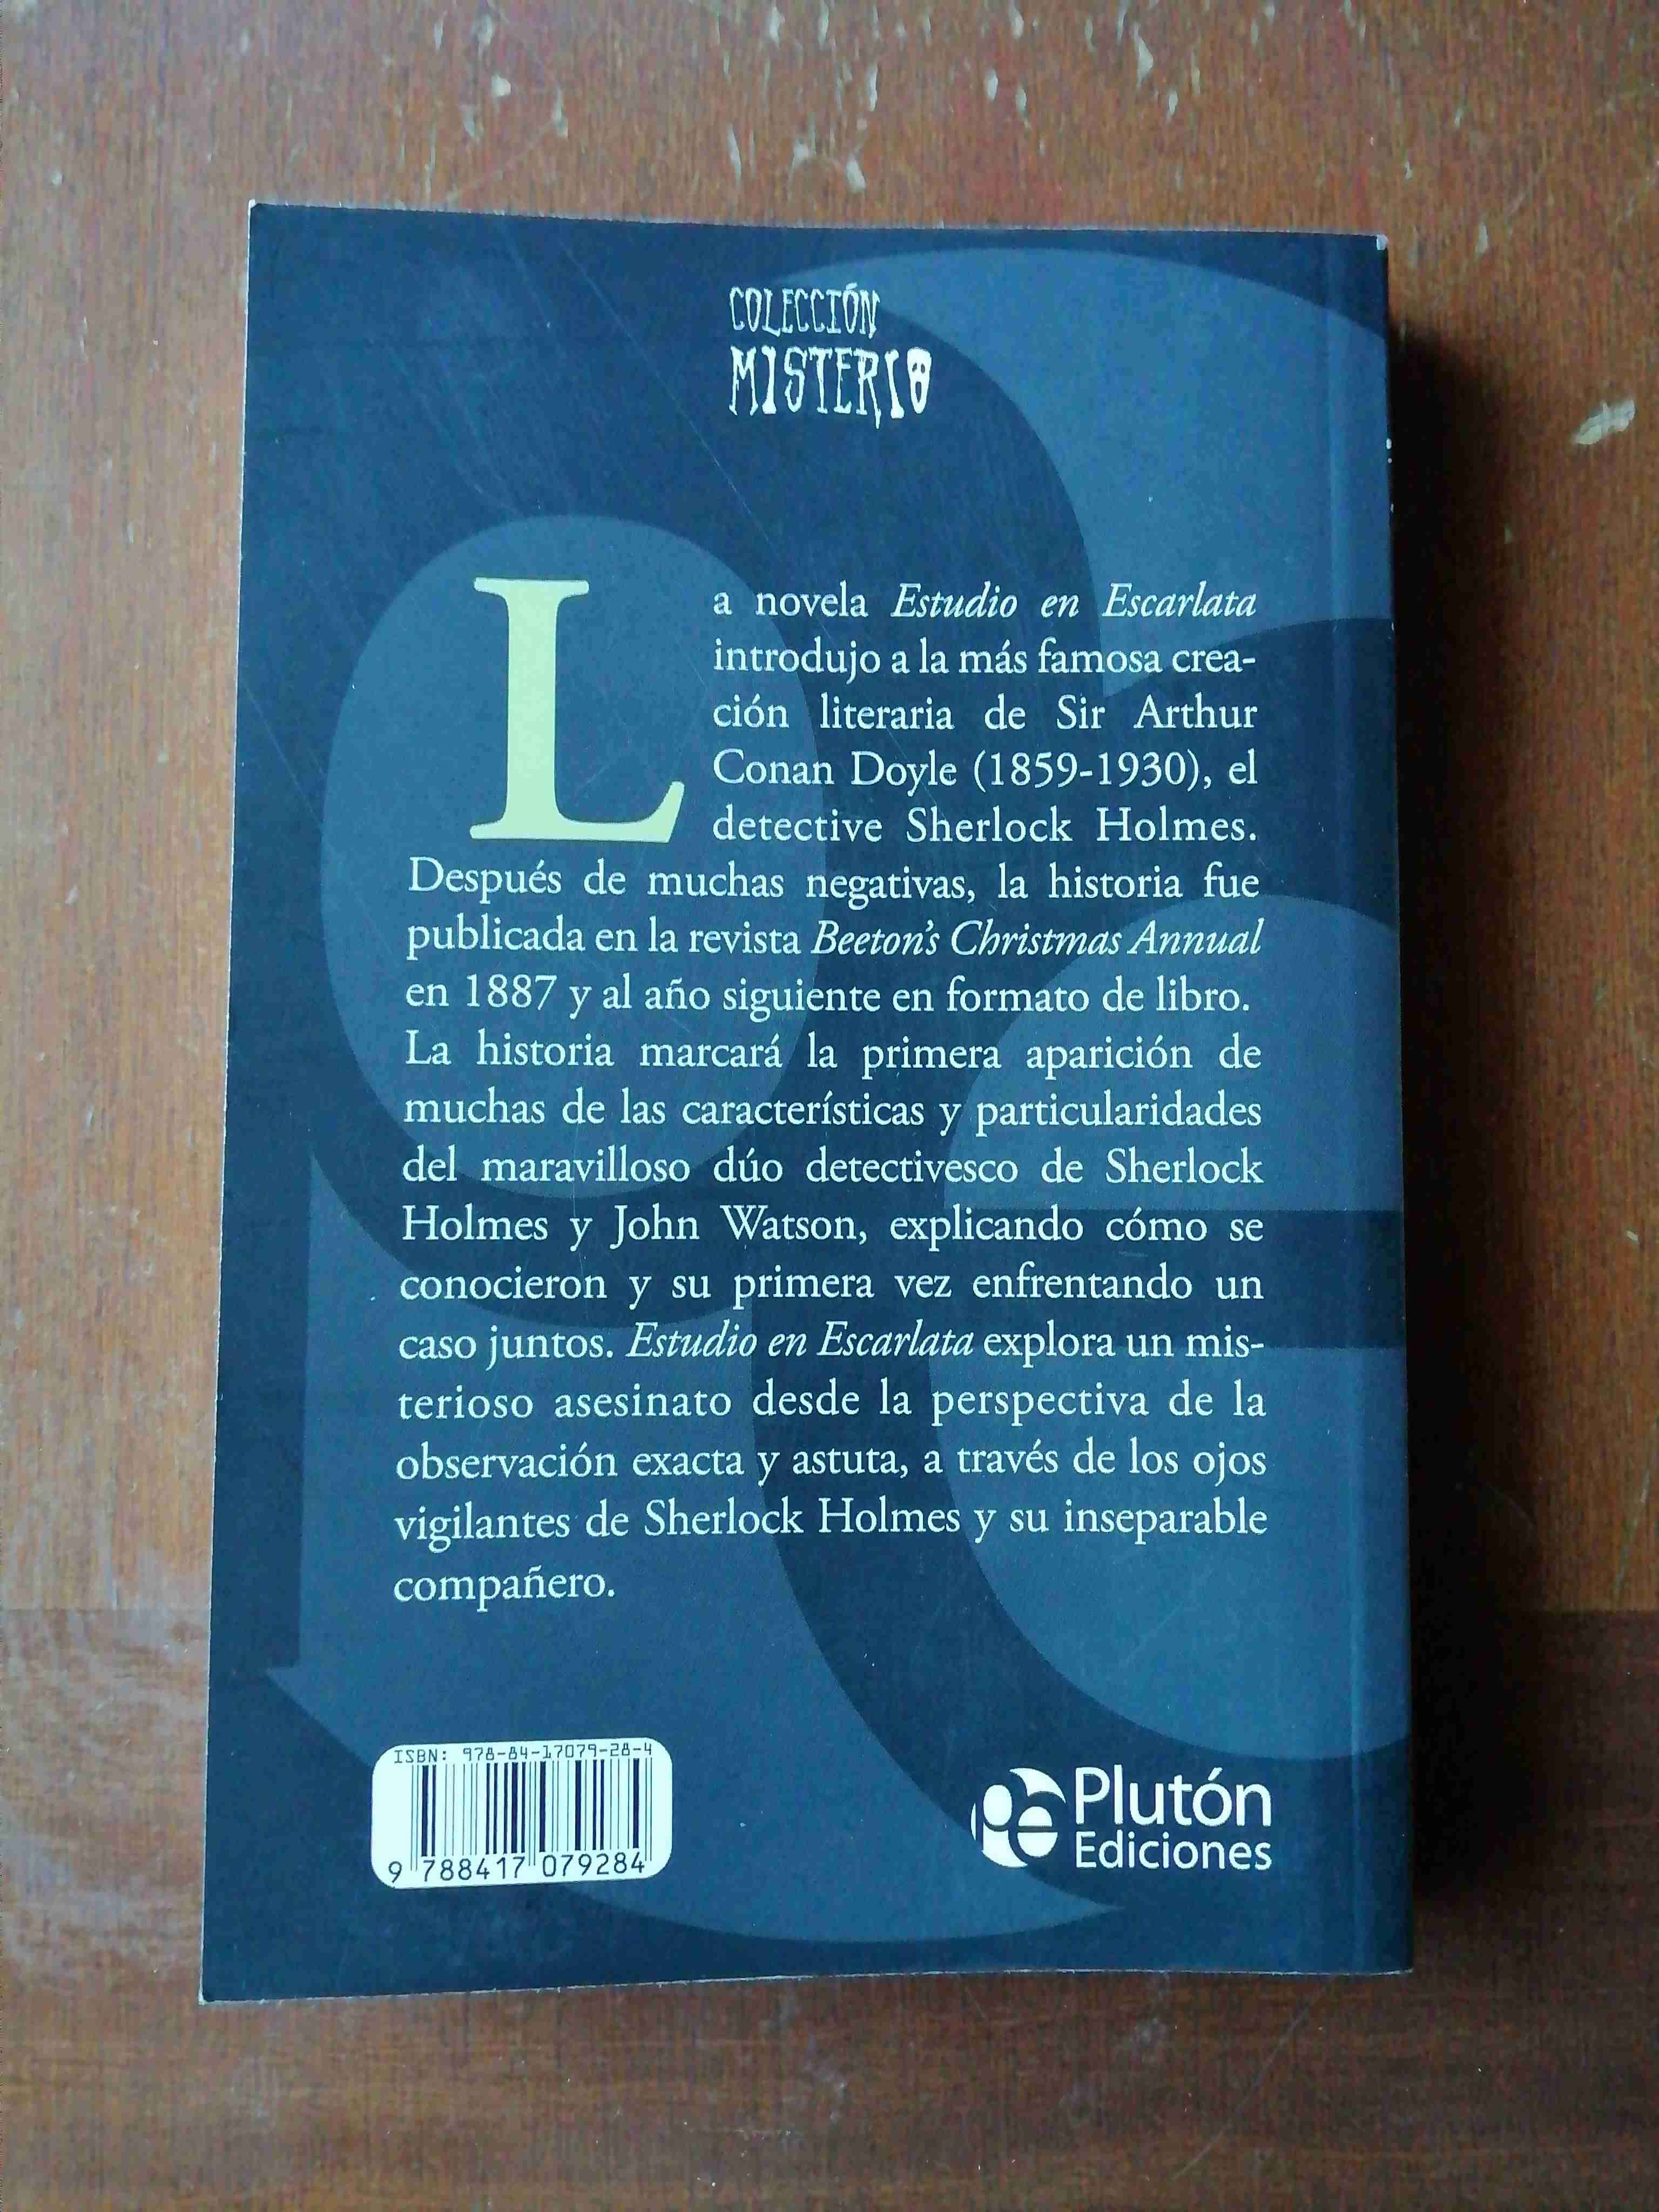 COLECCIÓN
MISTERIO
La novela Estudio en Escarlata
introdujo a la más famosa crea-
ción literaria de Sir Arthur
Conan Doyle (1859-1930), el
detective Sherlock Holmes.
Después de muchas negativas, la historia fue
publicada en la revista Beeton's Christmas Annual
en 1887 y al año siguiente en formato de libro.
La historia marcará la primera aparición de
muchas de las características y particularidades
del maravilloso dúo detectivesco de Sherlock
Holmes y John Watson, explicando cómo se
conocieron y su primera vez enfrentando un
caso juntos. Estudio en Escarlata explora un mis-
terioso asesinato desde la perspectiva de la
observación exacta y astuta, a través de los ojos
vigilantes de Sherlock Holmes y su inseparable
compañero.
ISBN: 978-84-17079-28-4
9 788417 079284
Pe Plutón
Ediciones